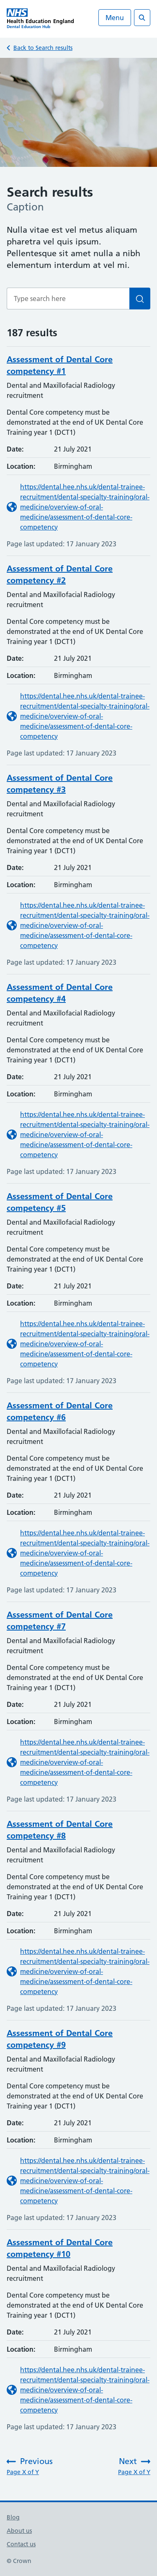 NHS
Health Education England
Dental Education Hub
Menu
Back to Search results
Search results
Caption
Nulla vitae est vel metus aliquam
pharetra vel quis ipsum.
Pellentesque sit amet nulla a nibh
elementum interdum at vel mi.
Type search here
187 results
Assessment of Dental Core
competency #1
Dental and Maxillofacial Radiology
recruitment
Dental Core competency must be
demonstrated at the end of UK Dental Core
Training year 1 (DCT1)
Date: 21 July 2021
Location: Birmingham
https://dental.hee.nhs.uk/dental-trainee-
recruitment/dental-specialty-training/oral-
medicine/overview-of-oral-
medicine/assessment-of-dental-core-
competency
Page last updated: 17 January 2023
Assessment of Dental Core
competency #2
Dental and Maxillofacial Radiology
recruitment
Dental Core competency must be
demonstrated at the end of UK Dental Core
Training year 1 (DCT1)
Date: 21 July 2021
Location: Birmingham
https://dental.hee.nhs.uk/dental-trainee-
recruitment/dental-specialty-training/oral-
medicine/overview-of-oral-
medicine/assessment-of-dental-core-
competency
Page last updated: 17 January 2023
Assessment of Dental Core
competency #3
Dental and Maxillofacial Radiology
recruitment
Dental Core competency must be
demonstrated at the end of UK Dental Core
Training year 1 (DCT1)
Date: 21 July 2021
Location: Birmingham
https://dental.hee.nhs.uk/dental-trainee-
recruitment/dental-specialty-training/oral-
medicine/overview-of-oral-
medicine/assessment-of-dental-core-
competency
Page last updated: 17 January 2023
Assessment of Dental Core
competency #4
Dental and Maxillofacial Radiology
recruitment
Dental Core competency must be
demonstrated at the end of UK Dental Core
Training year 1 (DCT1)
Date: 21 July 2021
Location: Birmingham
https://dental.hee.nhs.uk/dental-trainee-
recruitment/dental-specialty-training/oral-
medicine/overview-of-oral-
medicine/assessment-of-dental-core-
competency
Page last updated: 17 January 2023
Assessment of Dental Core
competency #5
Dental and Maxillofacial Radiology
recruitment
Dental Core competency must be
demonstrated at the end of UK Dental Core
Training year 1 (DCT1)
Date: 21 July 2021
Location: Birmingham
https://dental.hee.nhs.uk/dental-trainee-
recruitment/dental-specialty-training/oral-
medicine/overview-of-oral-
medicine/assessment-of-dental-core-
competency
Page last updated: 17 January 2023
Assessment of Dental Core
competency #6
Dental and Maxillofacial Radiology
recruitment
Dental Core competency must be
demonstrated at the end of UK Dental Core
Training year 1 (DCT1)
Date: 21 July 2021
Location: Birmingham
https://dental.hee.nhs.uk/dental-trainee-
recruitment/dental-specialty-training/oral-
medicine/overview-of-oral-
medicine/assessment-of-dental-core-
competency
Page last updated: 17 January 2023
Assessment of Dental Core
competency #7
Dental and Maxillofacial Radiology
recruitment
Dental Core competency must be
demonstrated at the end of UK Dental Core
Training year 1 (DCT1)
Date: 21 July 2021
Location: Birmingham
https://dental.hee.nhs.uk/dental-trainee-
recruitment/dental-specialty-training/oral-
medicine/overview-of-oral-
medicine/assessment-of-dental-core-
competency
Page last updated: 17 January 2023
Assessment of Dental Core
competency #8
Dental and Maxillofacial Radiology
recruitment
Dental Core competency must be
demonstrated at the end of UK Dental Core
Training year 1 (DCT1)
Date: 21 July 2021
Location: Birmingham
https://dental.hee.nhs.uk/dental-trainee-
recruitment/dental-specialty-training/oral-
medicine/overview-of-oral-
medicine/assessment-of-dental-core-
competency
Page last updated: 17 January 2023
Assessment of Dental Core
competency #9
Dental and Maxillofacial Radiology
recruitment
Dental Core competency must be
demonstrated at the end of UK Dental Core
Training year 1 (DCT1)
Date: 21 July 2021
Location: Birmingham
https://dental.hee.nhs.uk/dental-trainee-
recruitment/dental-specialty-training/oral-
medicine/overview-of-oral-
medicine/assessment-of-dental-core-
competency
Page last updated: 17 January 2023
Assessment of Dental Core
competency #10
Dental and Maxillofacial Radiology
recruitment
Dental Core competency must be
demonstrated at the end of UK Dental Core
Training year 1 (DCT1)
Date: 21 July 2021
Location: Birmingham
https://dental.hee.nhs.uk/dental-trainee-
recruitment/dental-specialty-training/oral-
medicine/overview-of-oral-
medicine/assessment-of-dental-core-
competency
Page last updated: 17 January 2023
Previous Next
Page X of Y Page X of Y
Blog
About us
Contact us
© Crown